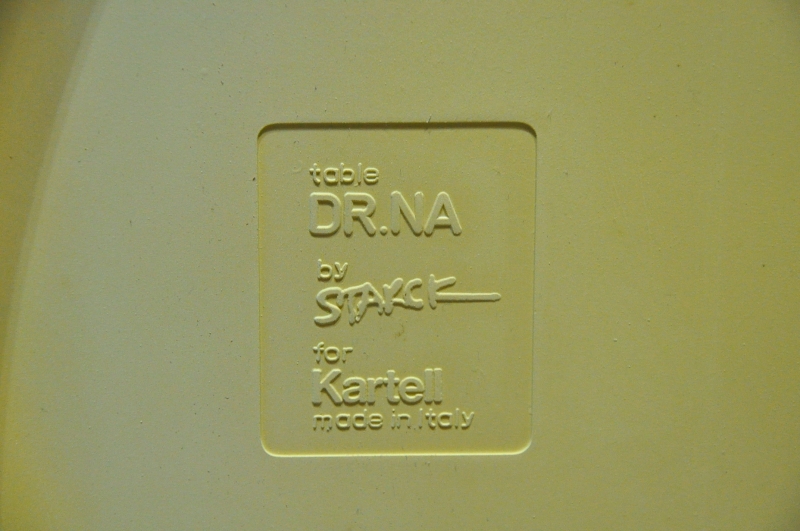 table
DR.NA
by
STARCK
for
Kartell
made in italy